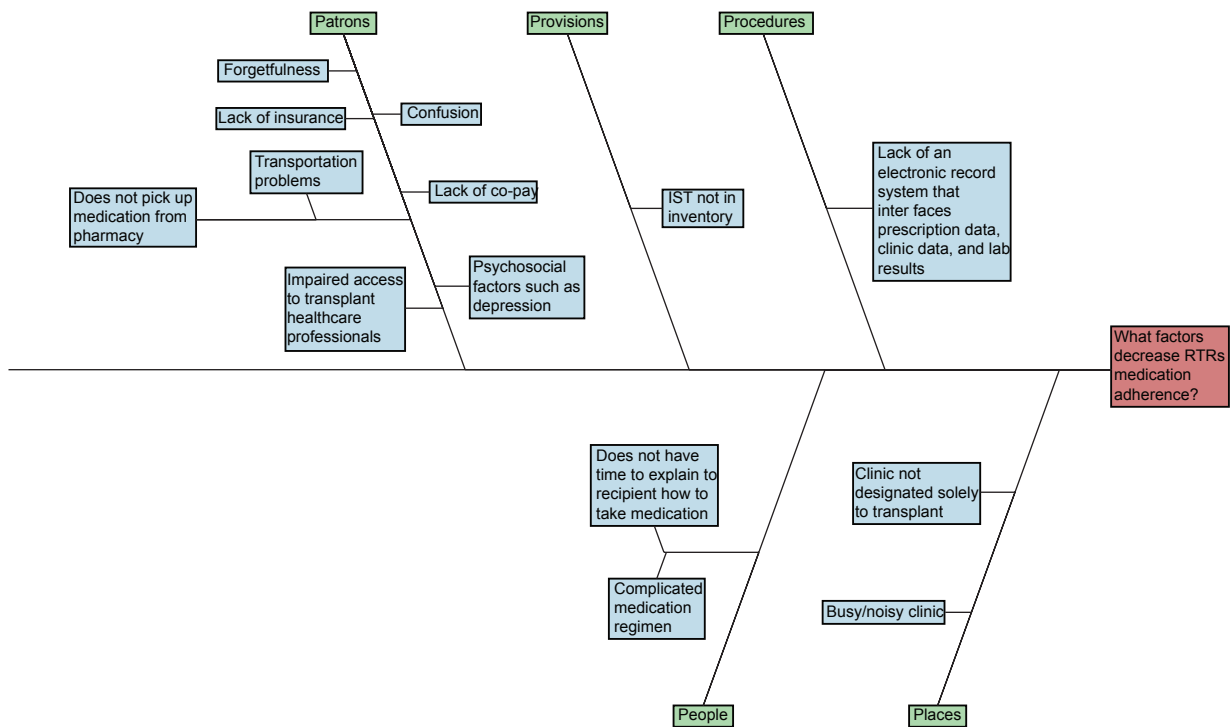 Patrons
Provisions
Procedures
Forgetfulness
Lack of insurance
Confusion
Transportation
problems
Does not pick up
medication from
pharmacy
Lack of co-pay
Impaired access
to transplant
healthcare
professionals
Psychosocial
factors such as
depression
IST not in
inventory
Lack of an
electronic record
system that
inter faces
prescription data,
clinic data, and lab
results
What factors
decrease RTRs
medication
adherence?
Does not have
time to explain to
recipient how to
take medication
Complicated
medication
regimen
Clinic not
designated solely
to transplant
Busy/noisy clinic
People
Places